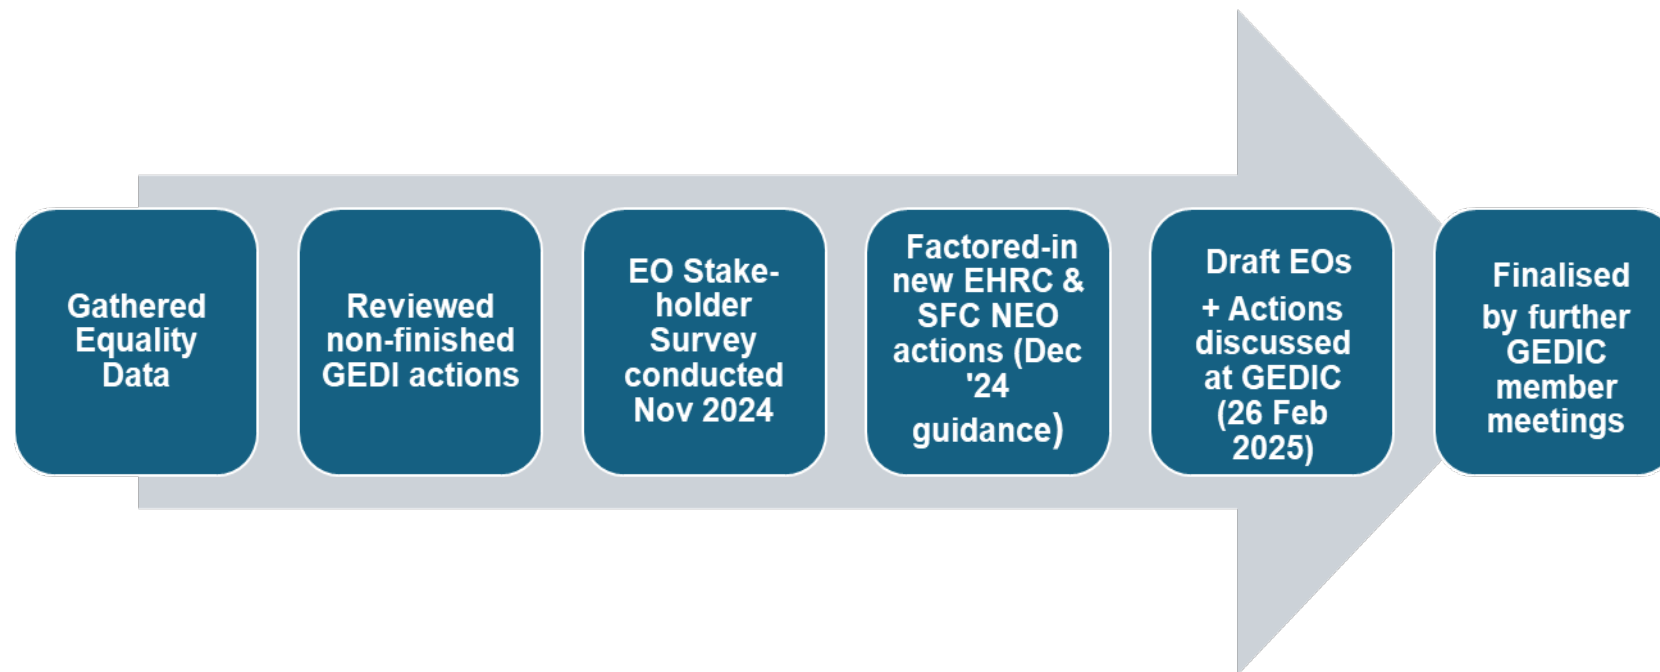 Gathered
Equality
Data
Reviewed
non-finished
GEDI actions
EO Stake-
holder
Survey
conducted
Nov 2024
Factored-in
new EHRC &
SFC NEO
actions (Dec
'24
guidance)
Draft EOs
+ Actions
discussed
at GEDIC
(26 Feb
2025)
Finalised
by further
GEDIC
member
meetings